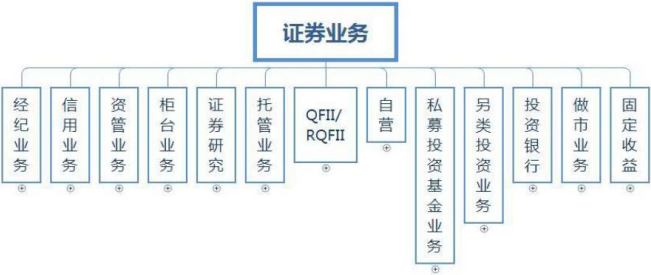 证券业务
经纪业务
信用业务
资管业务
柜台业务
证券研究
托管业务
QFII/
RQFII
自营
私募投资基金业务
另类投资业务
投资银行
做市业务
固定收益